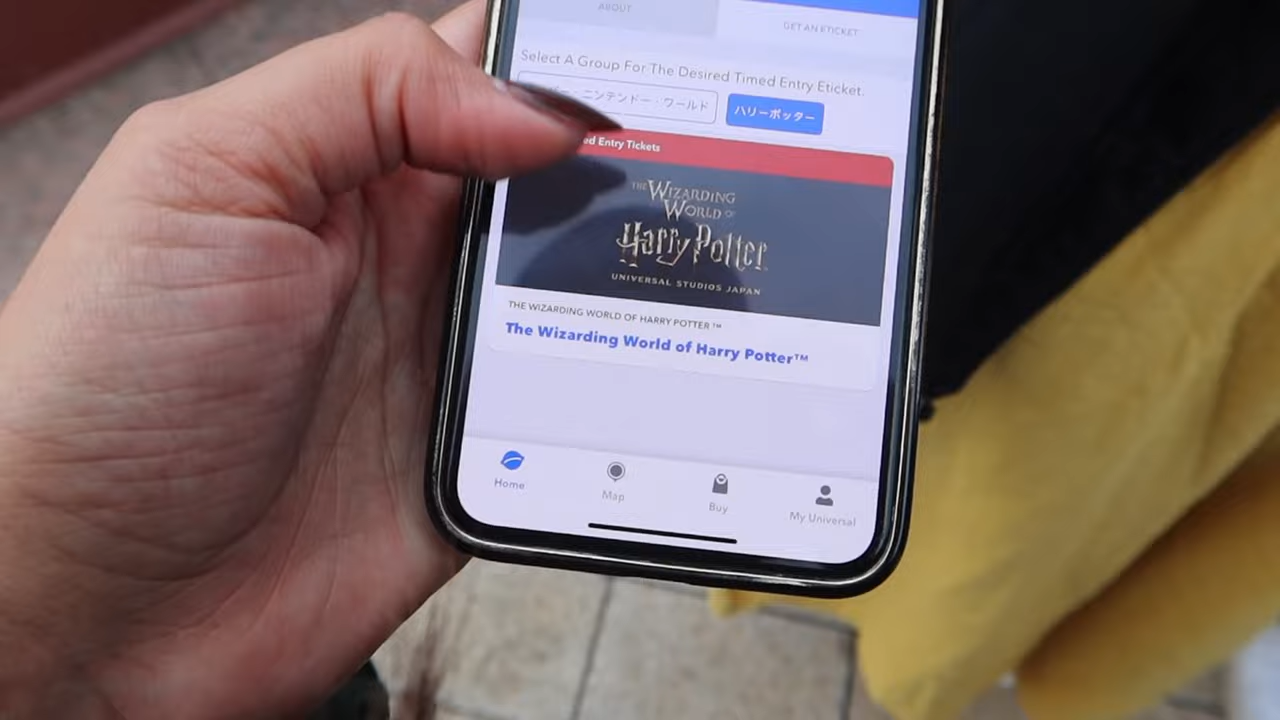 ABOUT
GET AN ETICKET
Select A Group For The Desired Timed Entry Eticket.
ニンテンドー・ワールド
ハリーポッター
Entry Tickets
THE WIZARDING
WORLD OF
Harry Potter
UNIVERSAL STUDIOS JAPAN
THE WIZARDING WORLD OF HARRY POTTER ™
The Wizarding World of Harry Potter™
Home
Map
Buy
My Universal